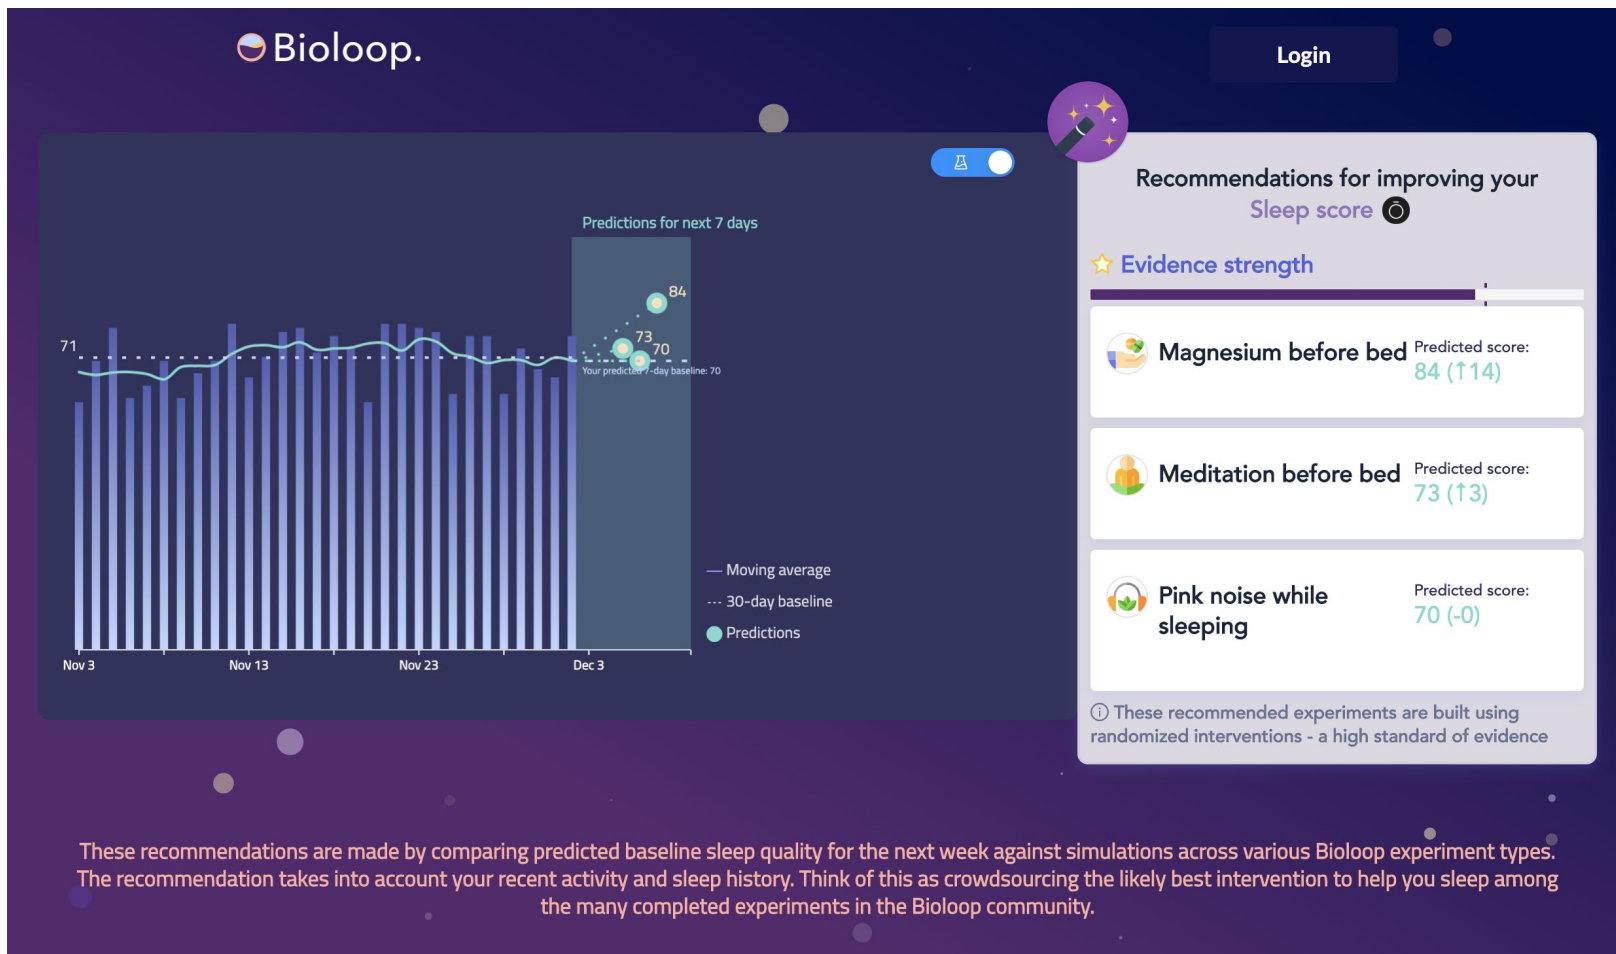 Bioloop.
Login
Predictions for next 7 days
84
73
70
71
Your predicted 7-day baseline: 70
Moving average
30-day baseline
Predictions
Nov 3
Nov 13
Nov 23
Dec 3
Recommendations for improving your
Sleep score
Evidence strength
Magnesium before bed
Predicted score:
84 (↑14)
Meditation before bed
Predicted score:
73 (↑3)
Pink noise while
sleeping
Predicted score:
70 (-0)
These recommended experiments are built using
randomized interventions - a high standard of evidence
These recommendations are made by comparing predicted baseline sleep quality for the next week against simulations across various Bioloop experiment types.
The recommendation takes into account your recent activity and sleep history. Think of this as crowdsourcing the likely best intervention to help you sleep among
the many completed experiments in the Bioloop community.